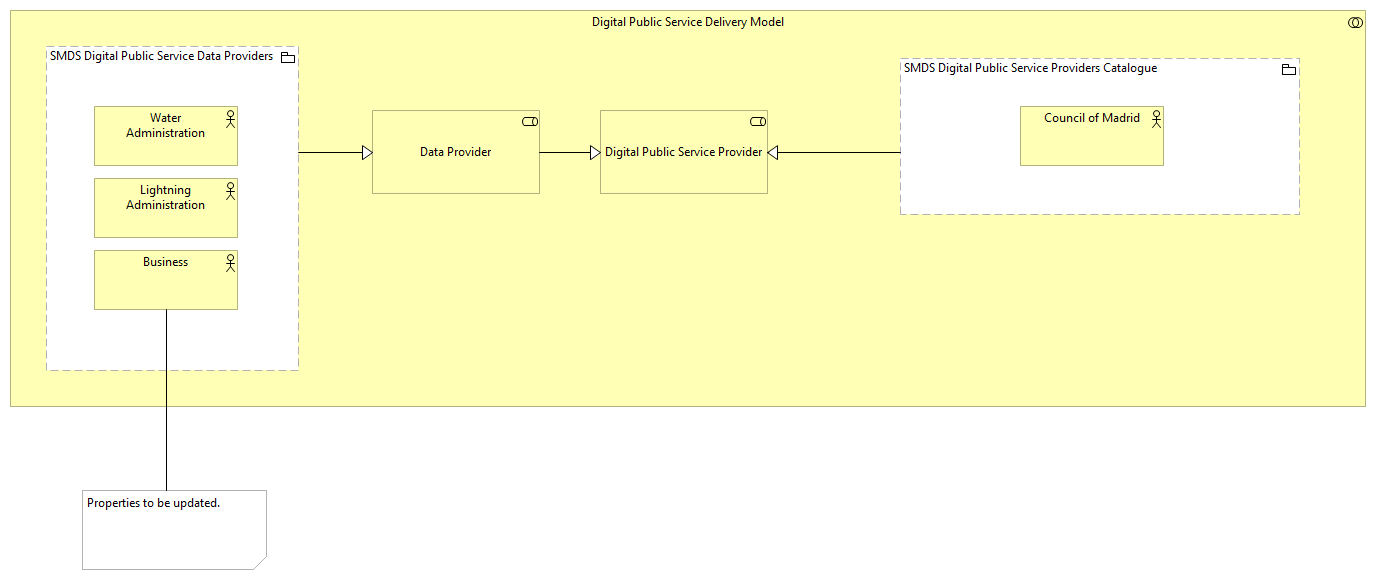 Digital Public Service Delivery Model
SMDS Digital Public Service Data Providers
Water
Administration
Lightning
Administration
Business
Data Provider
Digital Public Service Provider
SMDS Digital Public Service Providers Catalogue
Council of Madrid
Properties to be updated.